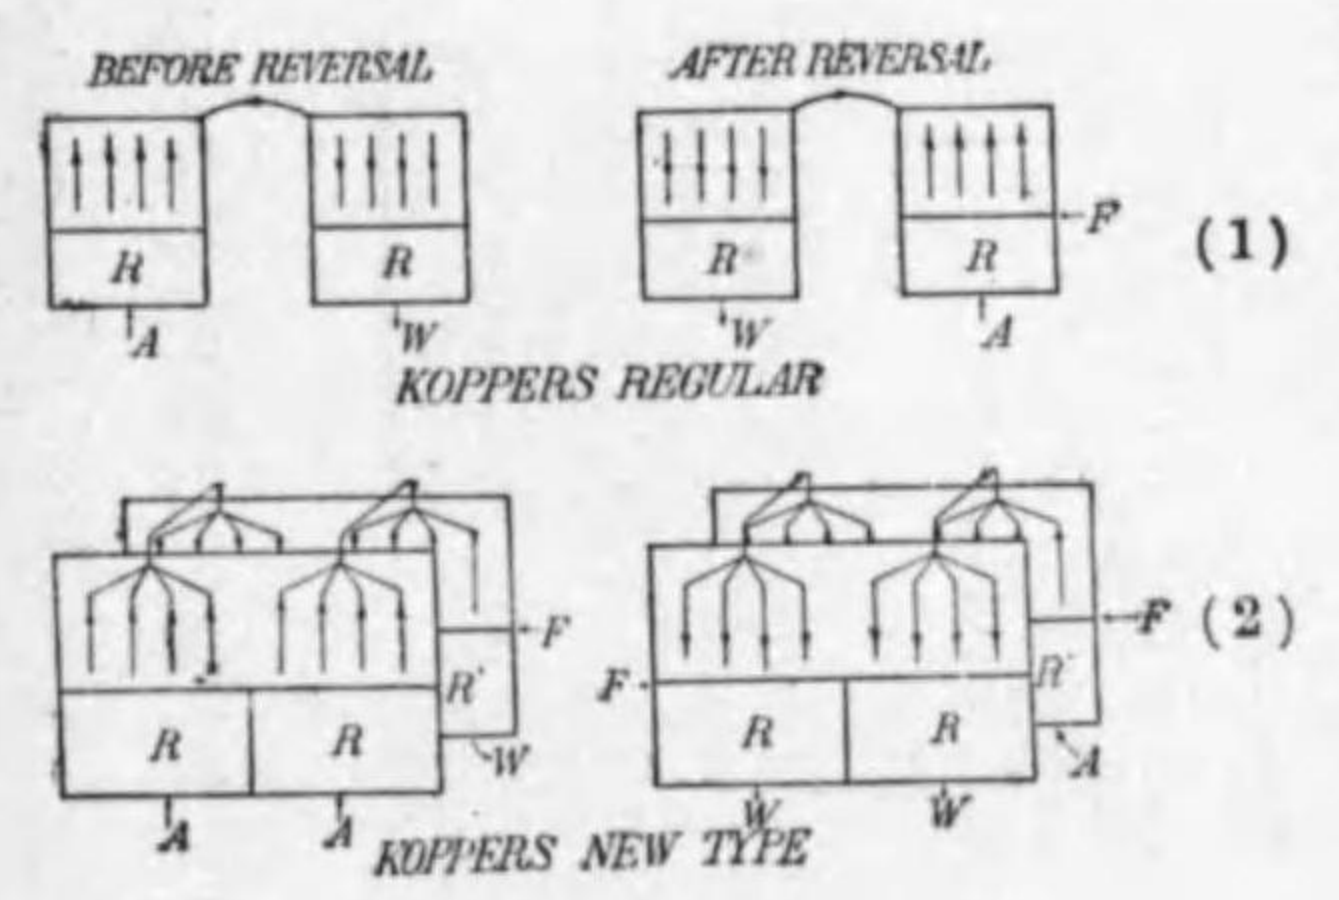 BEFORE REVERSAL
AFTER REVERSAL
R
R
R
R
F
(1)
A
W
W
A
KOPPERS REGULAR
F
F
F
(2)
R
R
R
R
R
R
W
A
A
A
W
W
KOPPERS NEW TYPE